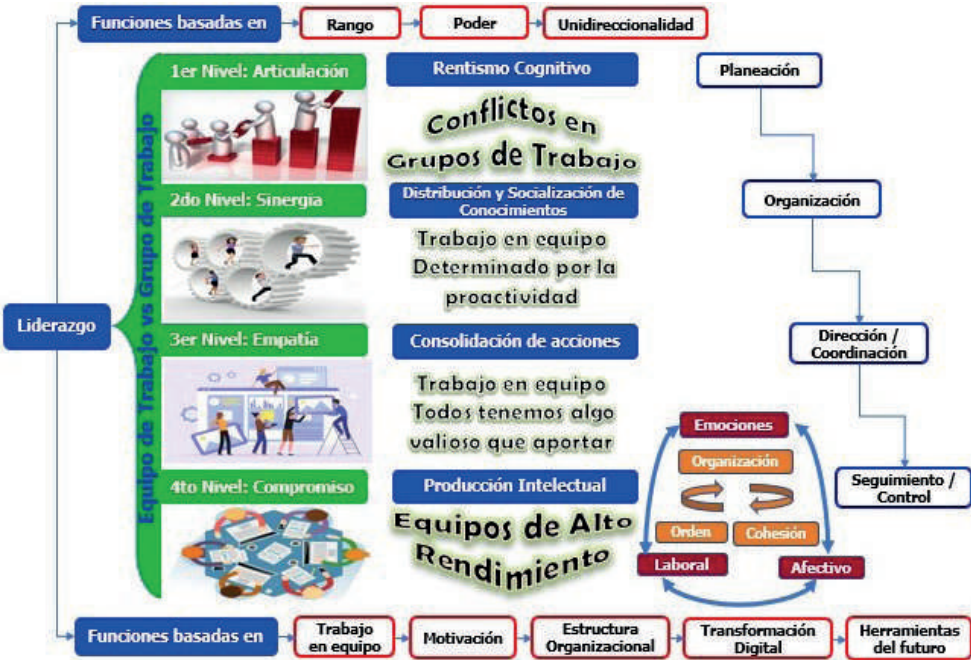 Funciones basadas en
Rango
Poder
Unidireccionalidad
Liderazgo
Equipo de Trabajo vs Grupo de Trabajo
1er Nivel: Articulación
Rentismo Cognitivo
Conflictos en
Grupos de Trabajo
2do Nivel: Sinergia
Distribución y Socialización de
Conocimientos
Trabajo en equipo
Determinado por la
proactividad
3er Nivel: Empatía
Consolidación de acciones
Trabajo en equipo
Todos tenemos algo
valioso que aportar
4to Nivel: Compromiso
Producción Intelectual
Equipos de Alto
Rendimiento
Planeación
Organización
Dirección /
Coordinación
Seguimiento /
Control
Emociones
Organización
Orden
Cohesión
Laboral
Afectivo
Funciones basadas en
Trabajo
en equipo
Motivación
Estructura
Organizacional
Transformación
Digital
Herramientas
del futuro